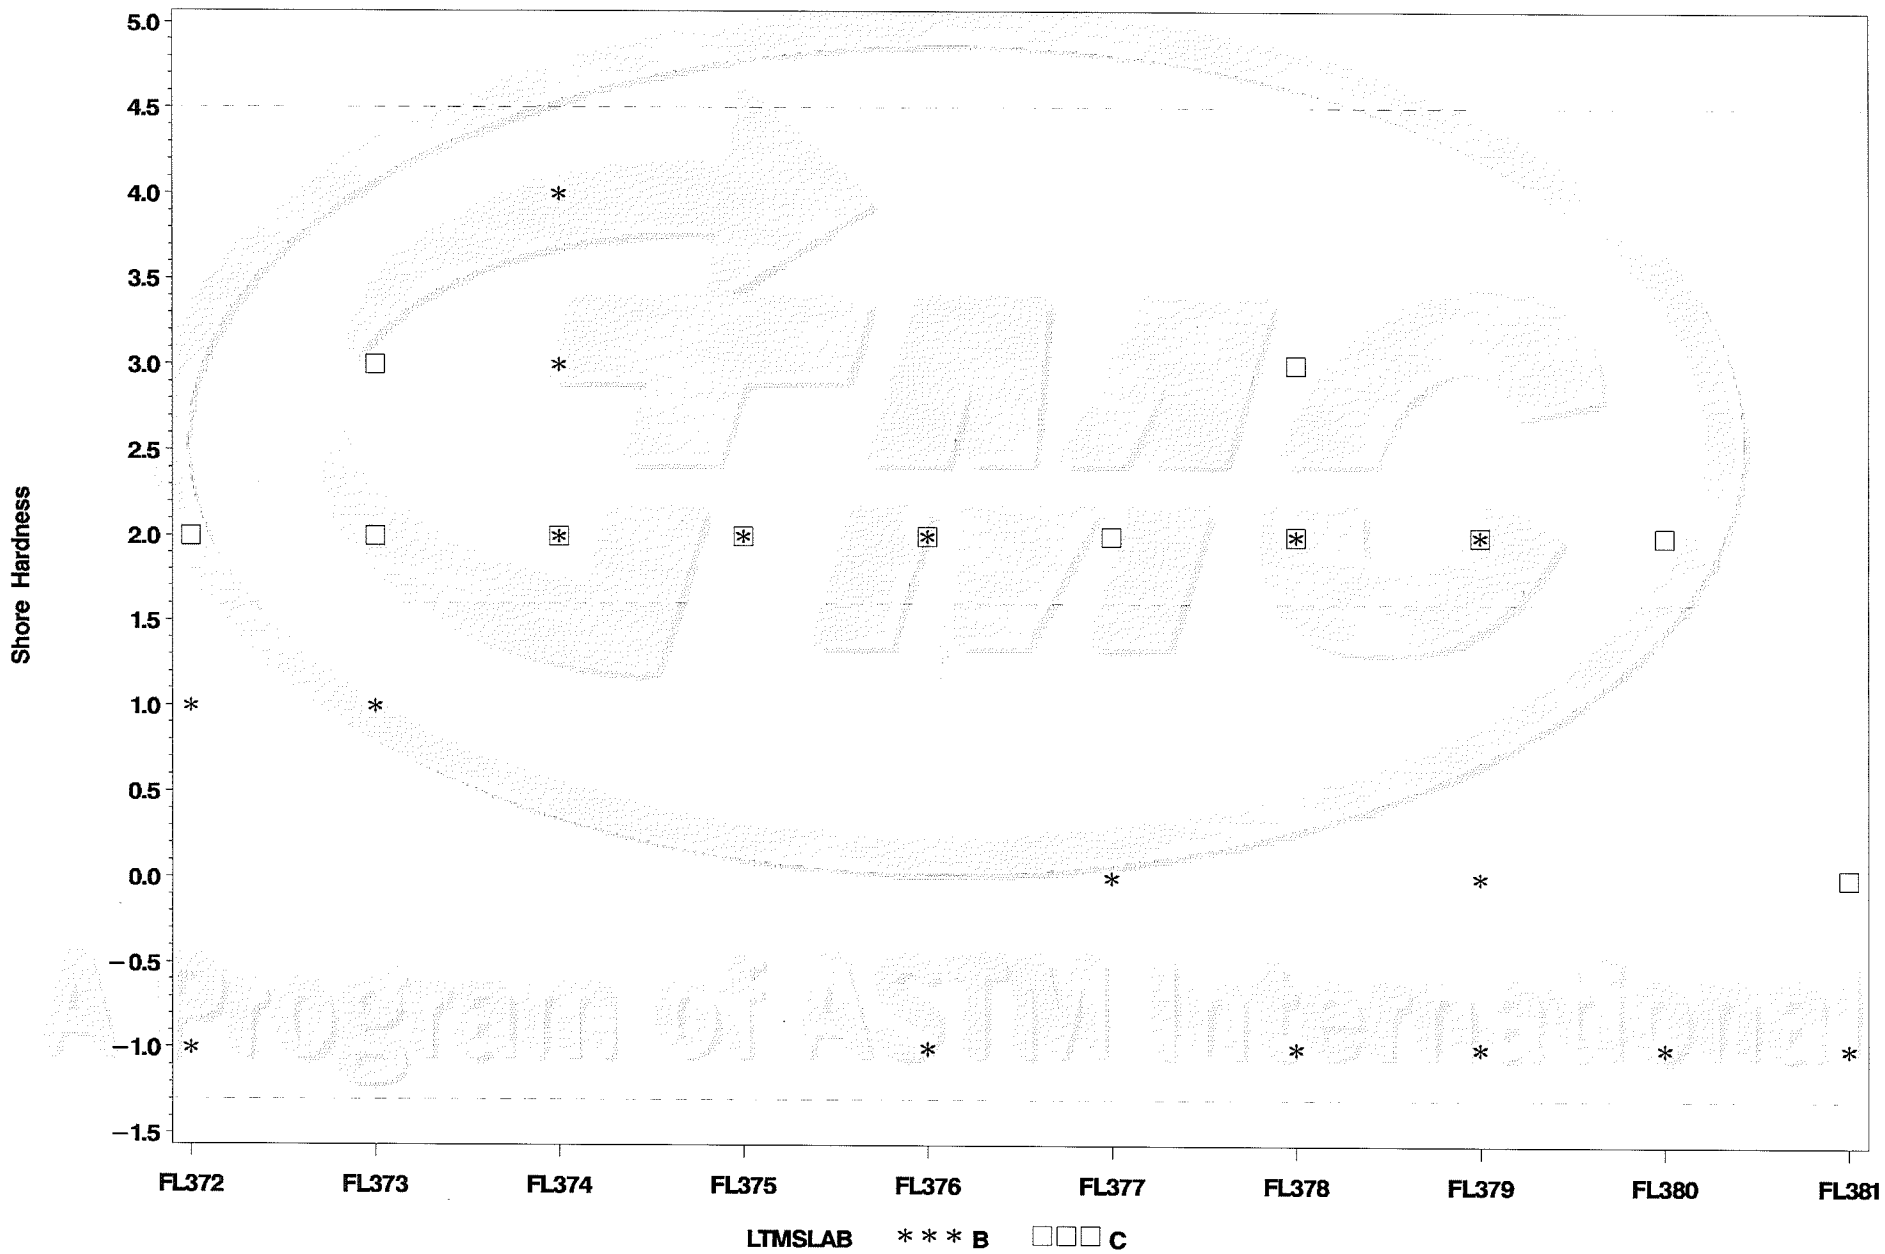 5.0
4.5
4.0
3.5
3.0
2.5
2.0
1.5
1.0
0.5
0.0
−0.5
−1.0
−1.5
Shore Hardness
TMC
A Program of ASTM International
FL372 FL373 FL374 FL375 FL376 FL377 FL378 FL379 FL380 FL381
LTMSLAB * * * B □□□ C